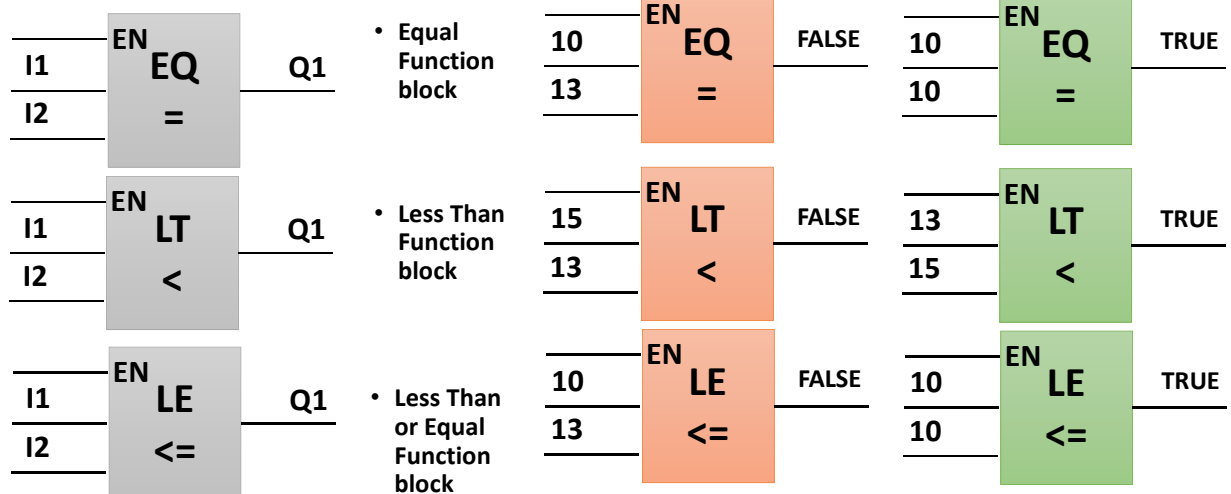 EN
EQ
=
I1
I2
Q1
• Equal
Function
block
EN
EQ
=
10
13
FALSE
EN
EQ
=
10
10
TRUE
EN
LT
<
I1
I2
Q1
• Less Than
Function
block
EN
LT
<
15
13
FALSE
EN
LT
<
13
15
TRUE
EN
LE
<=
I1
I2
Q1
• Less Than
or Equal
Function
block
EN
LE
<=
10
13
FALSE
EN
LE
<=
10
10
TRUE